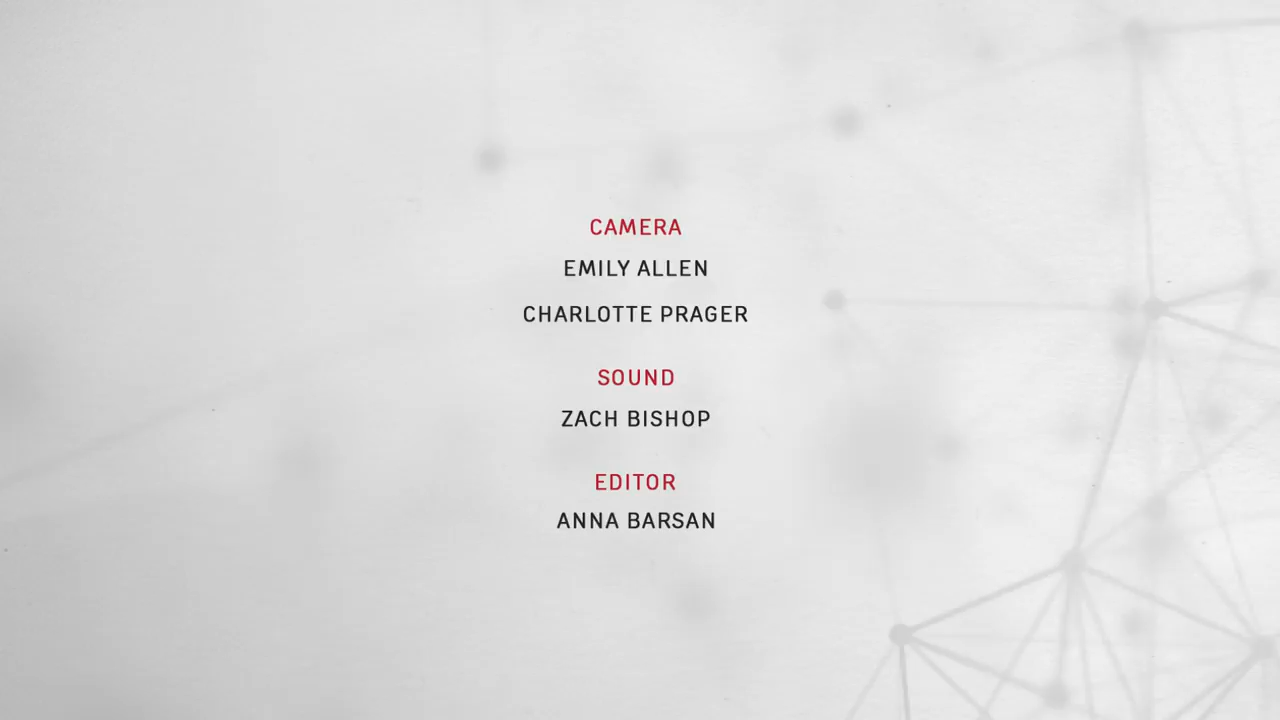 CAMERA
EMILY ALLEN
CHARLOTTE PRAGER
SOUND
ZACH BISHOP
EDITOR
ANNA BARSAN